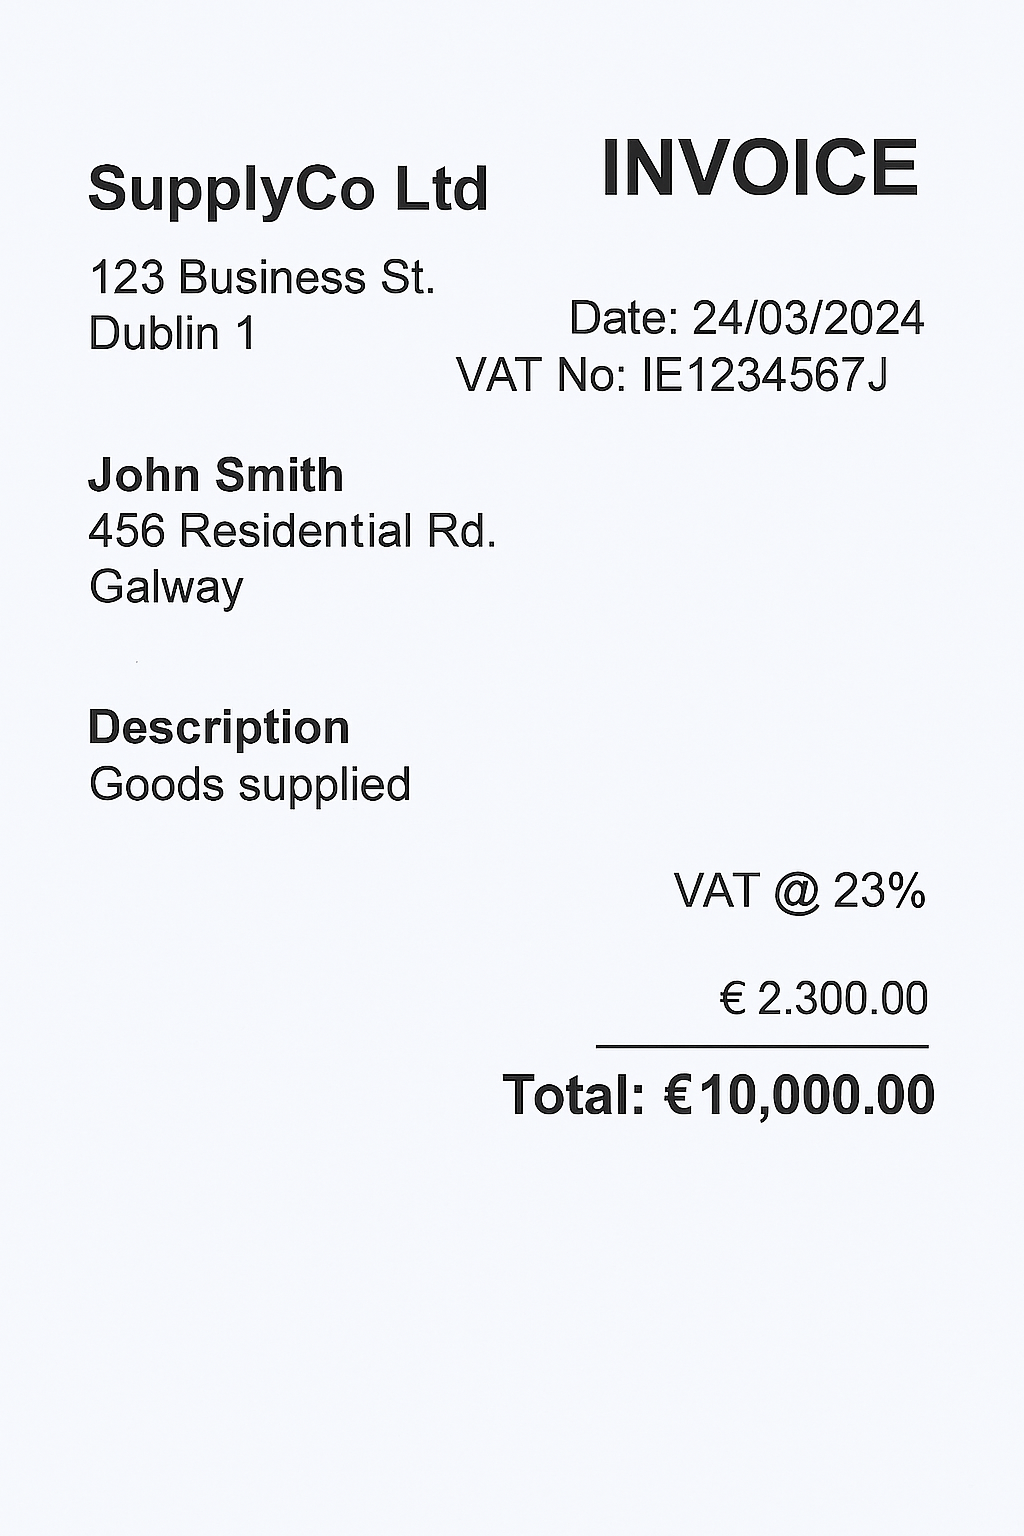 SupplyCo Ltd
INVOICE
123 Business St.
Dublin 1
Date: 24/03/2024
VAT No: IE1234567J
John Smith
456 Residential Rd.
Galway
Description
Goods supplied
VAT @ 23%
€ 2.300.00
Total: €10,000.00